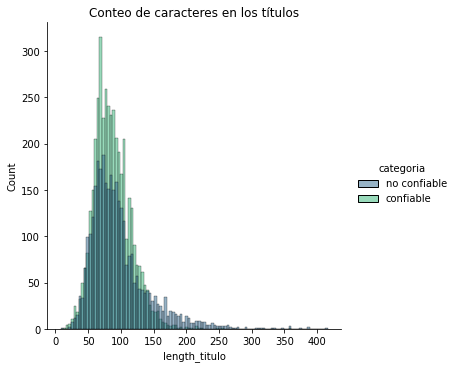 Conteo de caracteres en los títulos
300
250
200
150
100
50
0
Count
0 50 100 150 200 250 300 350 400
length_titulo
categoria
no confiable
confiable